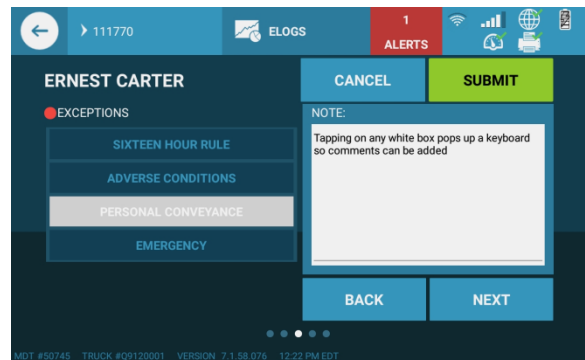 111770
ELOGS
1
ALERTS
ERNEST CARTER
CANCEL
SUBMIT
EXCEPTIONS
SIXTEEN HOUR RULE
ADVERSE CONDITIONS
PERSONAL CONVEYANCE
EMERGENCY
NOTE:
Tapping on any white box pops up a keyboard
so comments can be added
BACK
NEXT
MDT #50745 TRUCK #Q9120001 VERSION 7.1.58.076 12:22 PM EDT